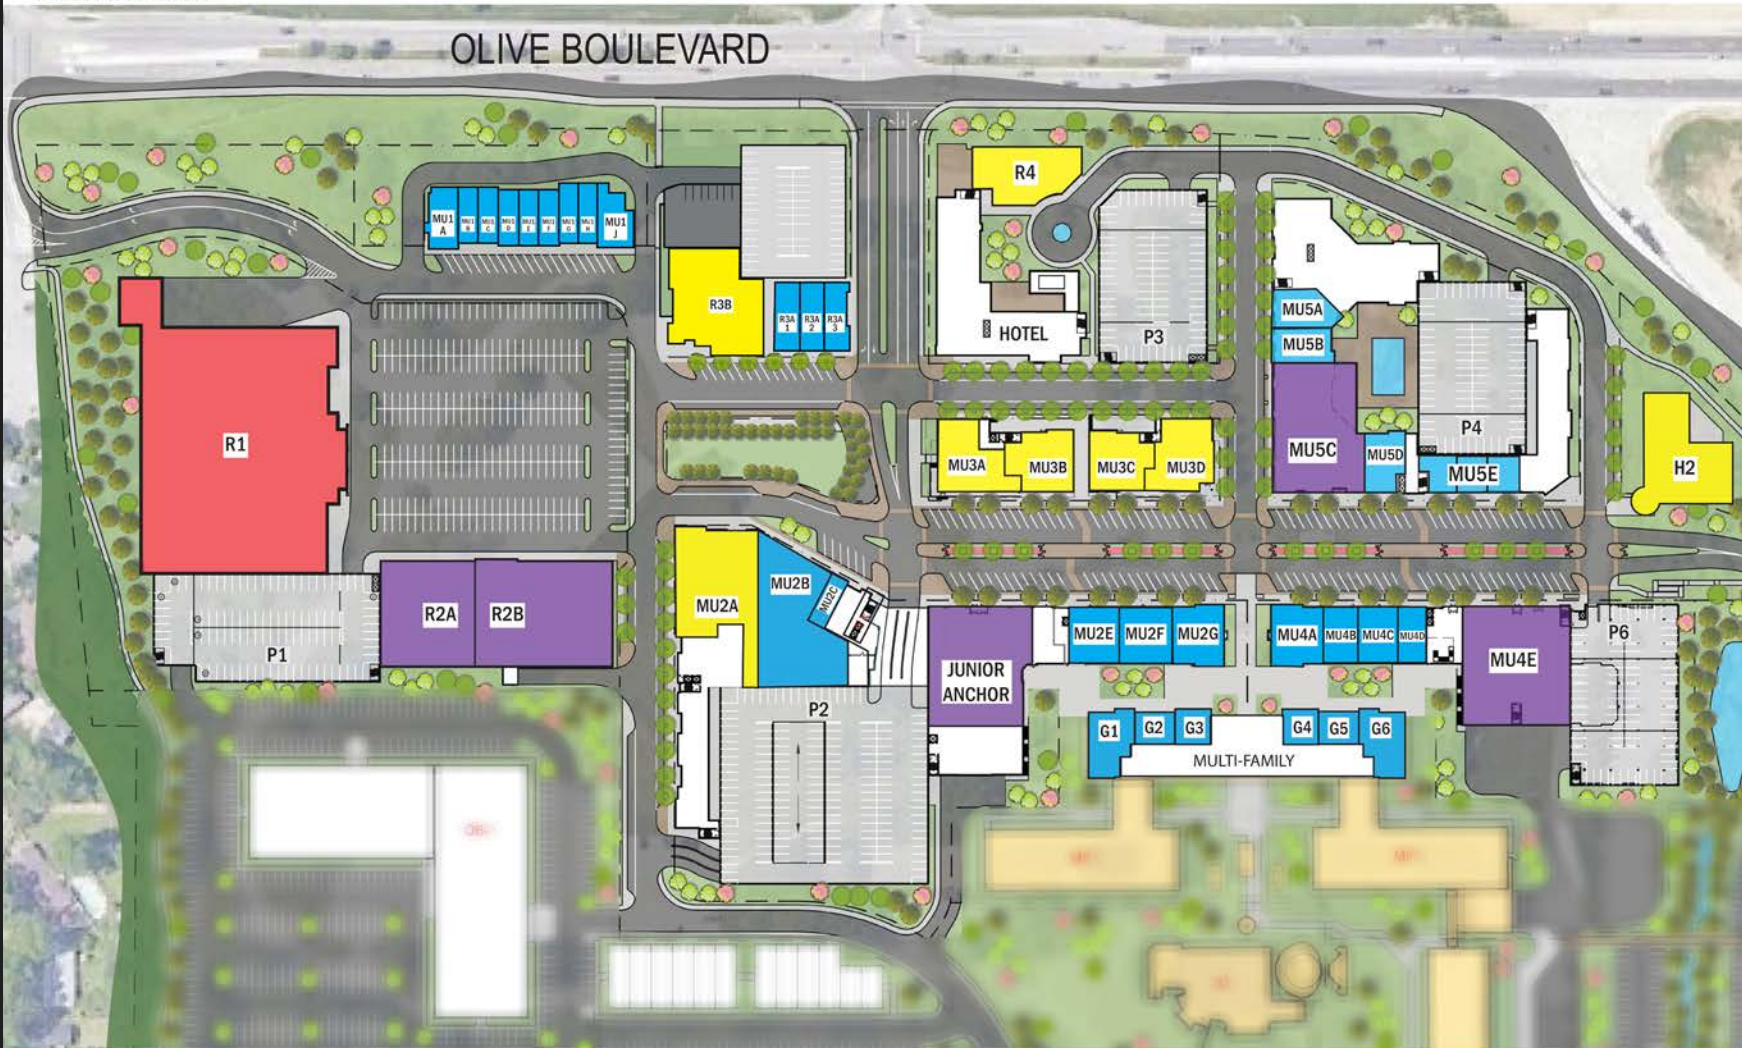 OLIVE BOULEVARD
R4
MU1
A
MU1
J
R3B
R3A
1
R3A
2
R3A
3
HOTEL
P3
MU5A
MU5B
R1
MU3A
MU3B
MU3C
MU3D
MU5C
MU5D
P4
MU5E
H2
R2A
R2B
P1
MU2A
MU2B
MU2C
MU2E
MU2F
MU2G
MU4A
MU4B
MU4C
MU4D
MU4E
P6
JUNIOR
ANCHOR
P2
G1
G2
G3
G4
G5
G6
MULTI-FAMILY